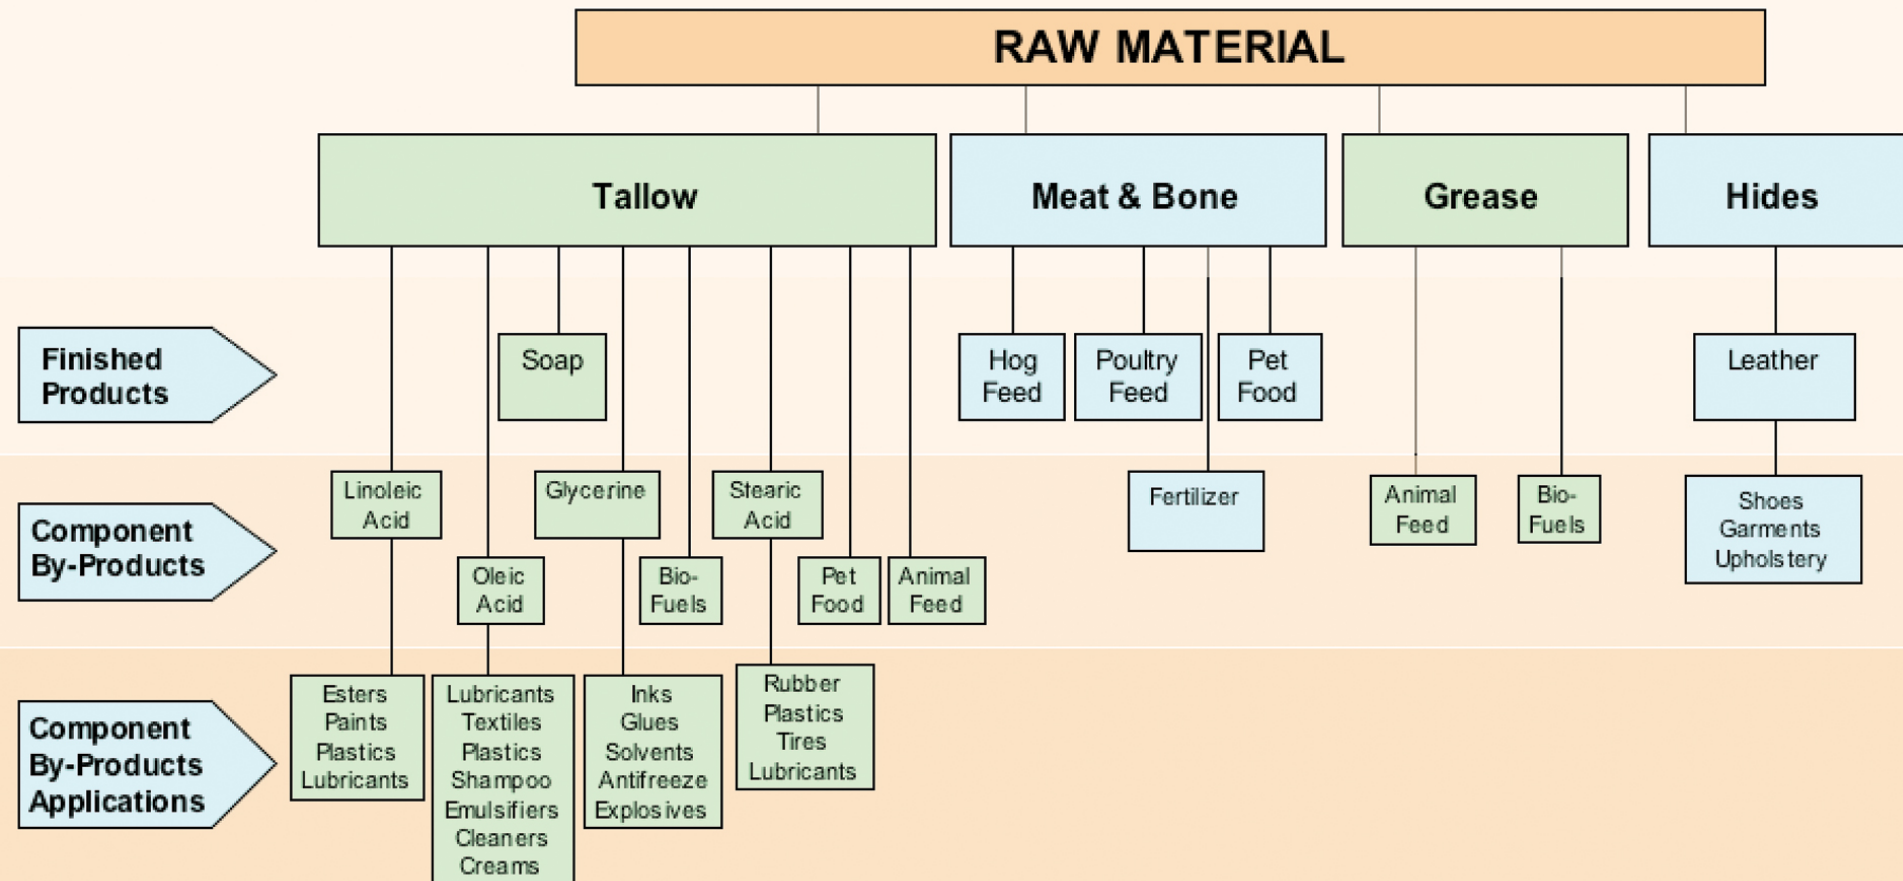 RAW MATERIAL
Tallow
Meat & Bone
Grease
Hides
Finished
Products
Soap
Hog
Feed
Poultry
Feed
Pet
Food
Leather
Component
By-Products
Linoleic
Acid
Glycerine
Stearic
Acid
Fertilizer
Animal
Feed
Bio-
Fuels
Shoes
Garments
Upholstery
Oleic
Acid
Bio-
Fuels
Pet
Food
Animal
Feed
Component
By-Products
Applications
Esters
Paints
Plastics
Lubricants
Lubricants
Textiles
Plastics
Shampoo
Emulsifiers
Cleaners
Creams
Inks
Glues
Solvents
Antifreeze
Explosives
Rubber
Plastics
Tires
Lubricants